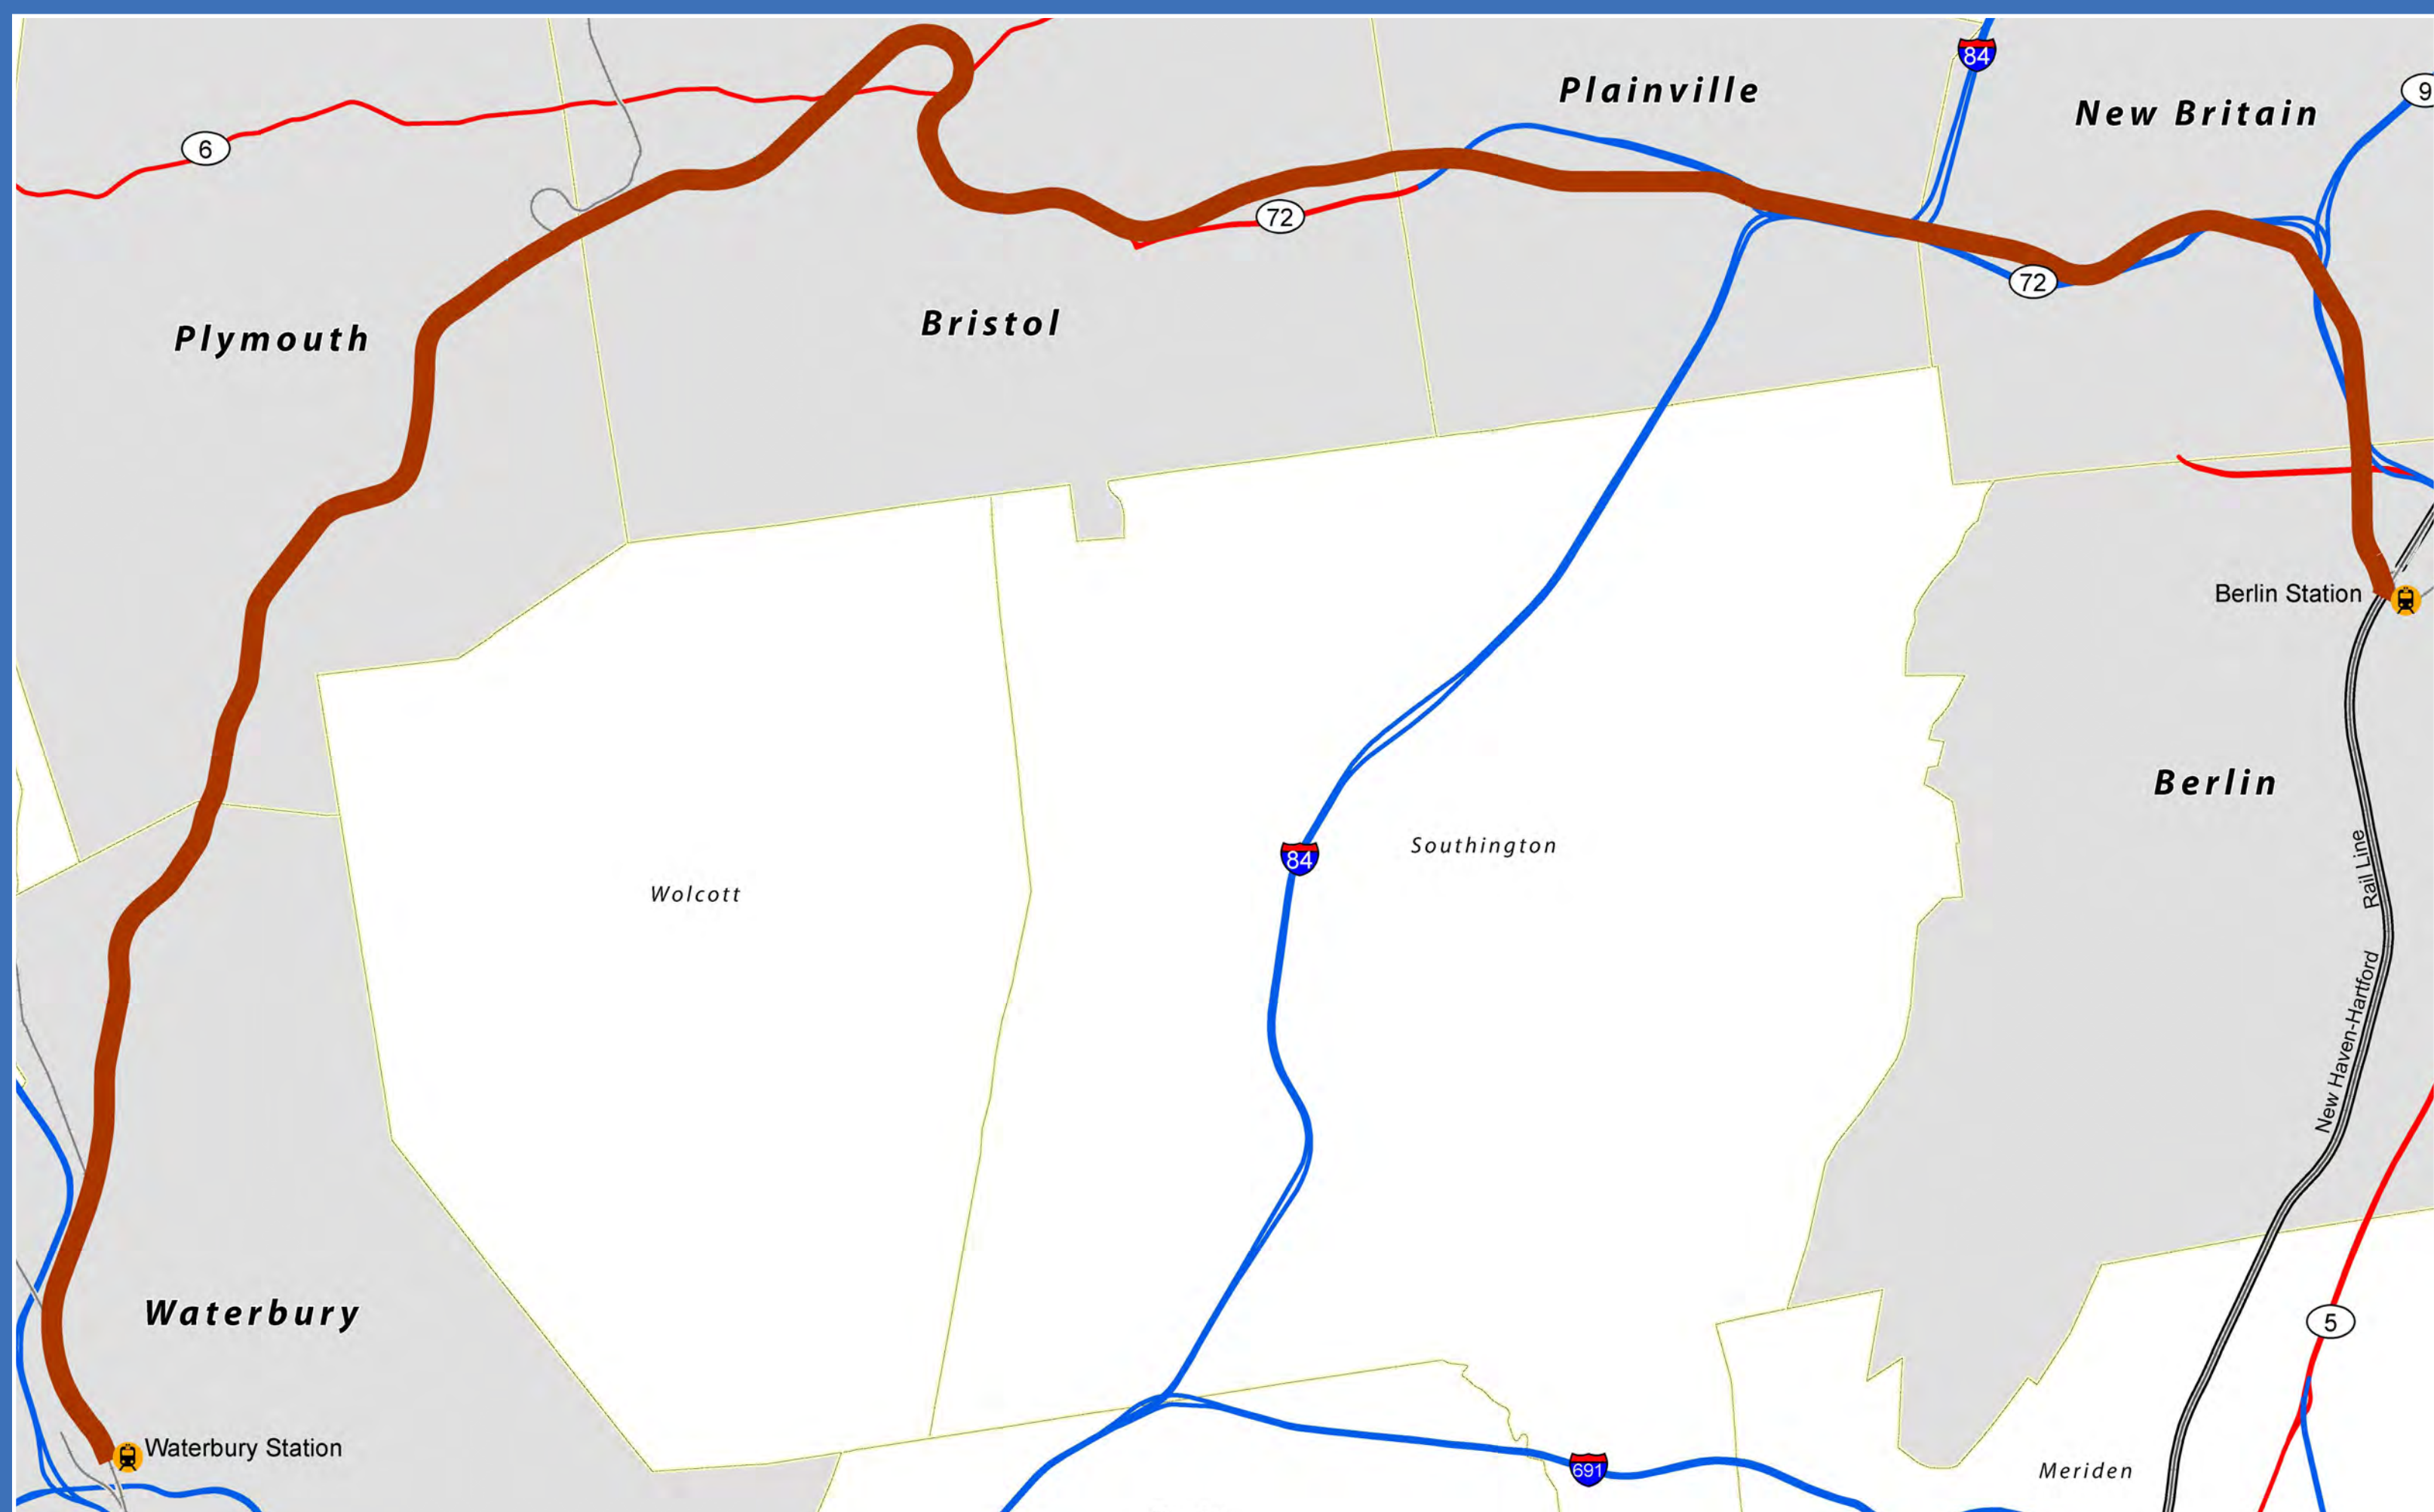 84
Plainville
9
New Britain
6
72
72
Bristol
Plymouth
Berlin Station
Berlin
Rail Line
Southington
84
Wolcott
New Haven-Hartford
Waterbury
5
Waterbury Station
691
Meriden